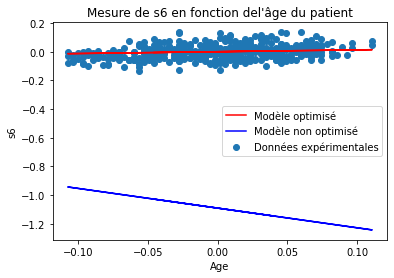 Mesure de s6 en fonction del'âge du patient
0.2
0.0
−0.2
−0.4
−0.6
−0.8
−1.0
−1.2
s6
Modèle optimisé
Modèle non optimisé
Données expérimentales
−0.10
−0.05
0.00
0.05
0.10
Age